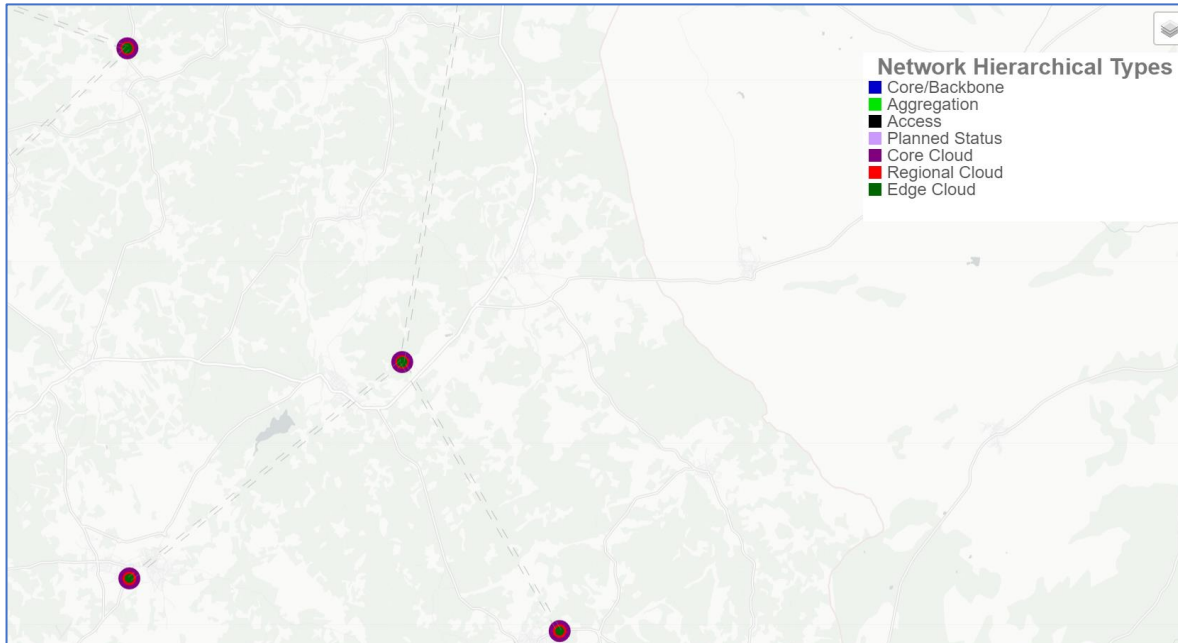 Network Hierarchical Types
Core/Backbone
Aggregation
Access
Planned Status
Core Cloud
Regional Cloud
Edge Cloud